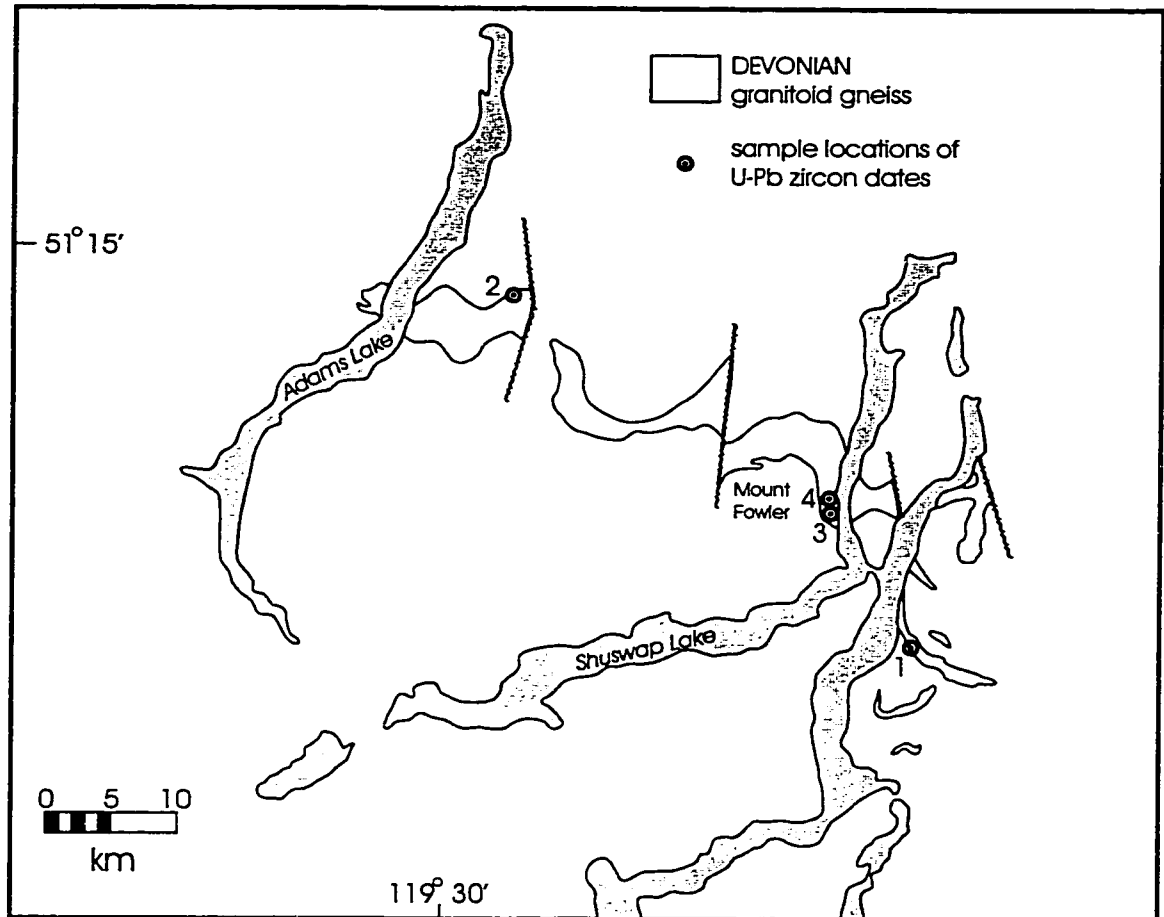 DEVONIAN
granitoid gneiss
sample locations of
U-Pb zircon dates
51° 15'
2
Adams Lake
Mount
Fowler
4
3
Shuswap Lake
1
0 5 10
km
119° 30'